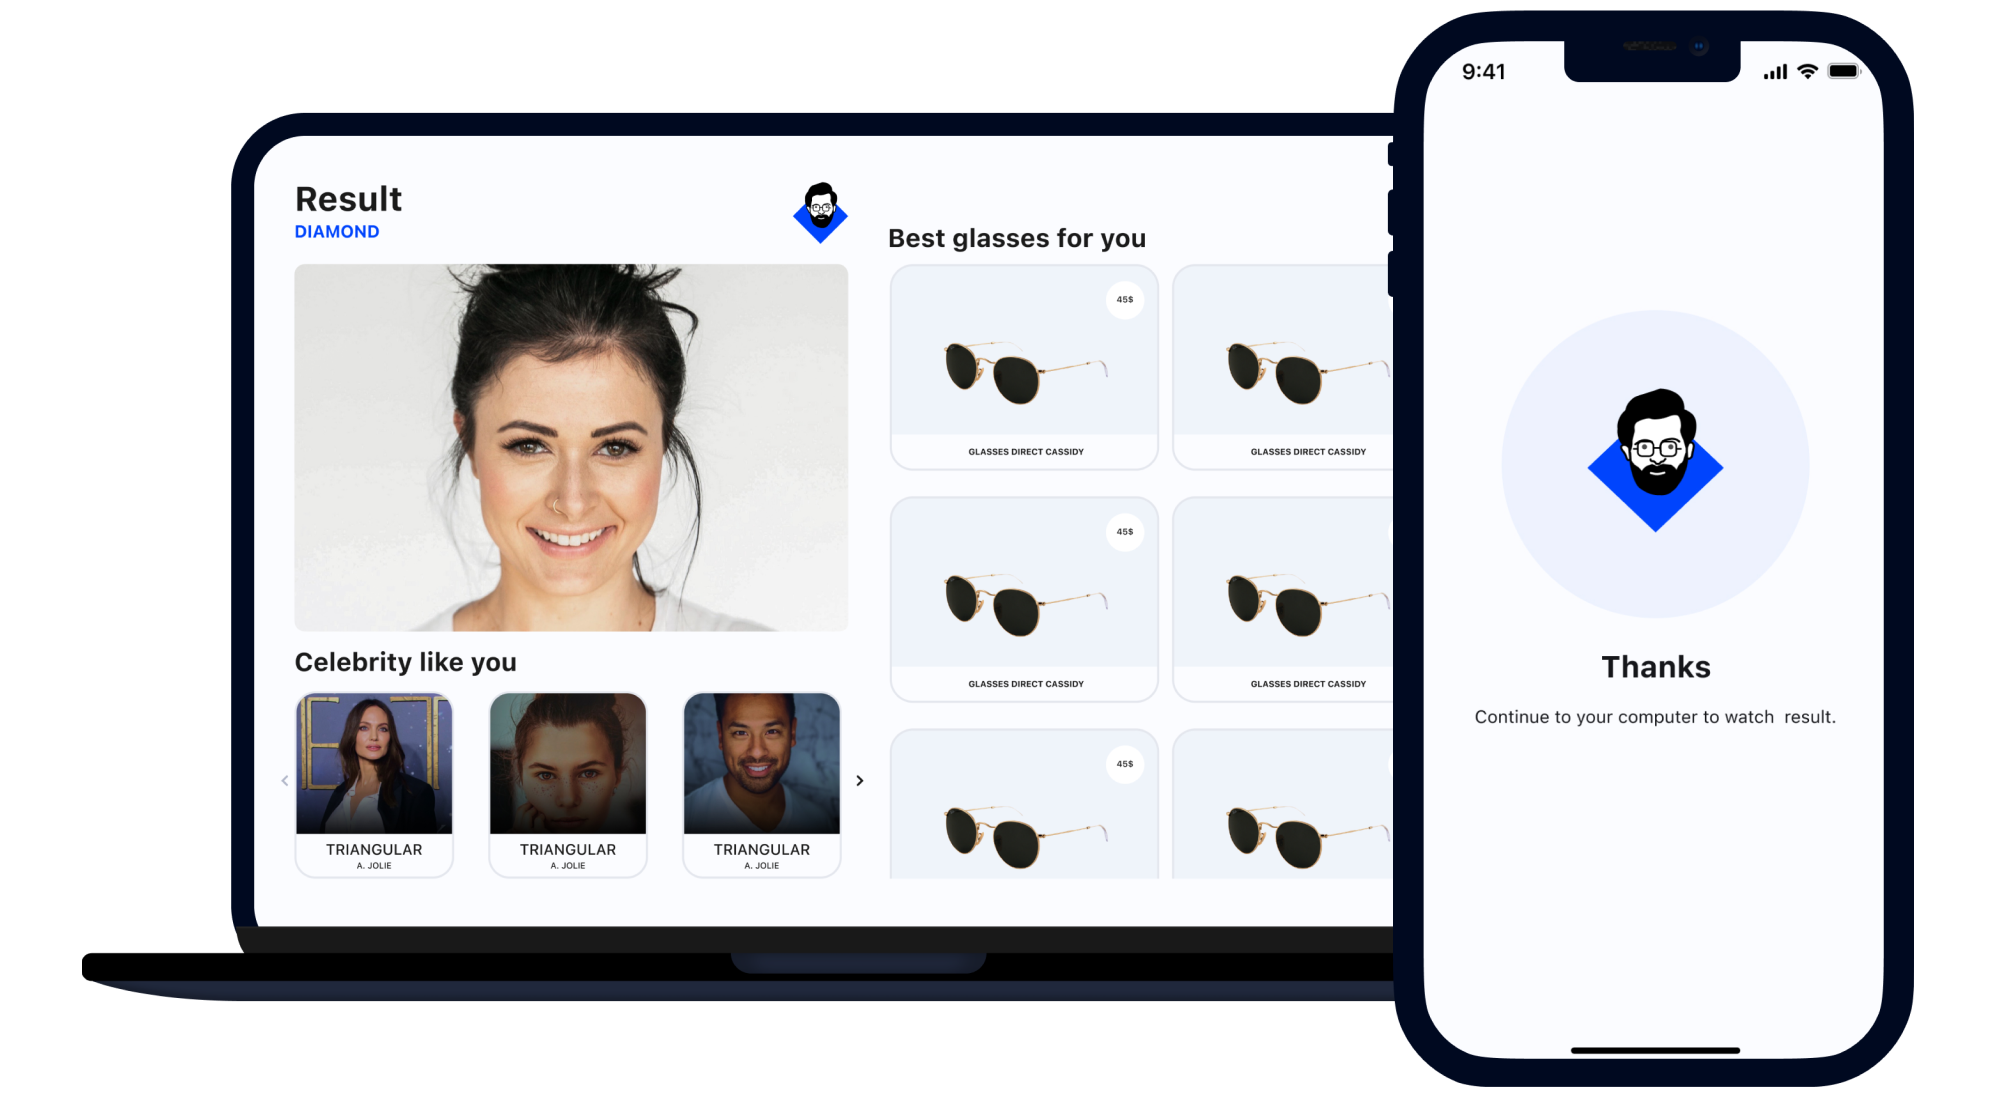 Result
DIAMOND
Celebrity like you
TRIANGULAR
A. JOLIE
TRIANGULAR
A. JOLIE
TRIANGULAR
A. JOLIE
Best glasses for you
45$
GLASSES DIRECT CASSIDY
GLASSES DIRECT CASSIDY
45$
GLASSES DIRECT CASSIDY
GLASSES DIRECT CASSIDY
45$
9:41
Thanks
Continue to your computer to watch  result.